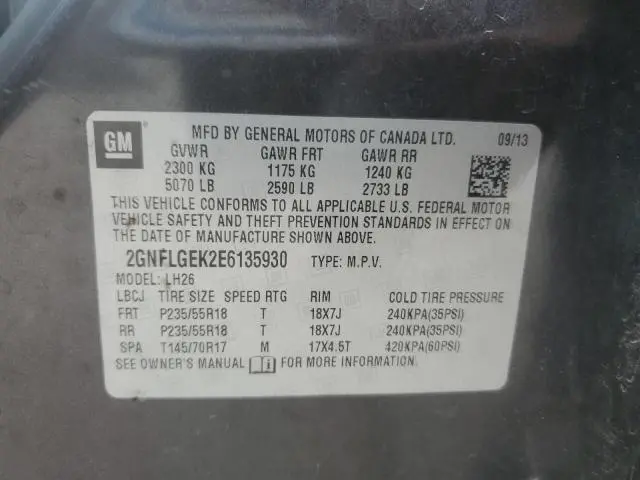 GM
MFD BY GENERAL MOTORS OF CANADA LTD. 09/13
GVWR GAWR FRT GAWR RR
2300 KG 1175 KG 1240 KG
5070 LB 2590 LB 2733 LB
THIS VEHICLE CONFORMS TO ALL APPLICABLE U.S. FEDERAL MOTOR
VEHICLE SAFETY AND THEFT PREVENTION STANDARDS IN EFFECT ON
THE DATE OF MANUFACTURE SHOWN ABOVE.
2GNFLGEK2E6135930 TYPE: M.P.V.
MODEL: LH26
LBCJ TIRE SIZE SPEED RTG RIM COLD TIRE PRESSURE
FRT P235/55R18 T 18X7J 240KPA(35PSI)
RR P235/55R18 T 18X7J 240KPA(35PSI)
SPA T145/70R17 M 17X4.5T 420KPA(60PSI)
SEE OWNER'S MANUAL FOR MORE INFORMATION.